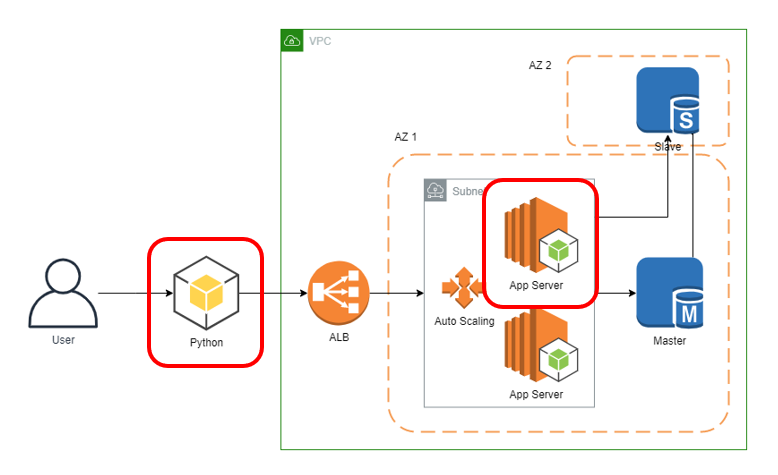 VPC
AZ 2
S
Slave
AZ 1
Subne
App Server
User
Python
ALB
Auto Scaling
M
Master
App Server